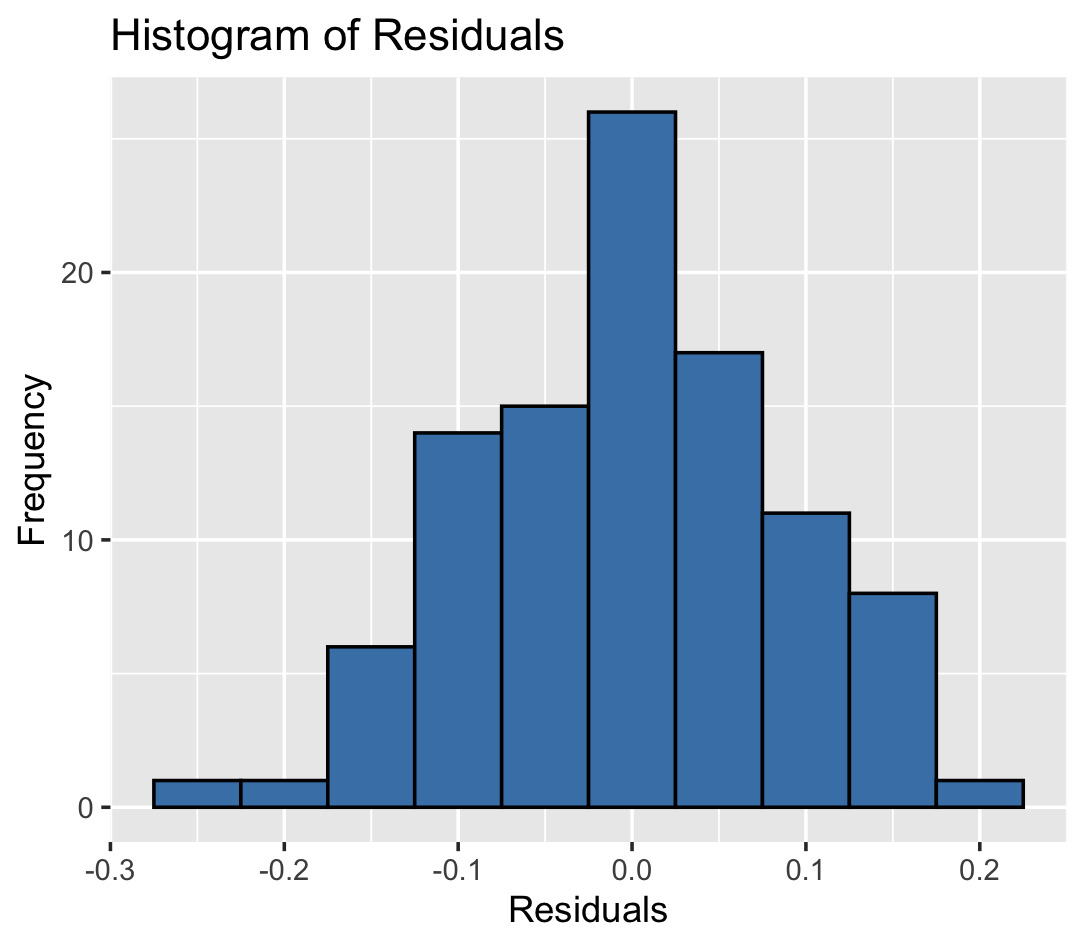 Histogram of Residuals
Frequency
20
10
0
-0.3 -0.2 -0.1 0.0 0.1 0.2
Residuals